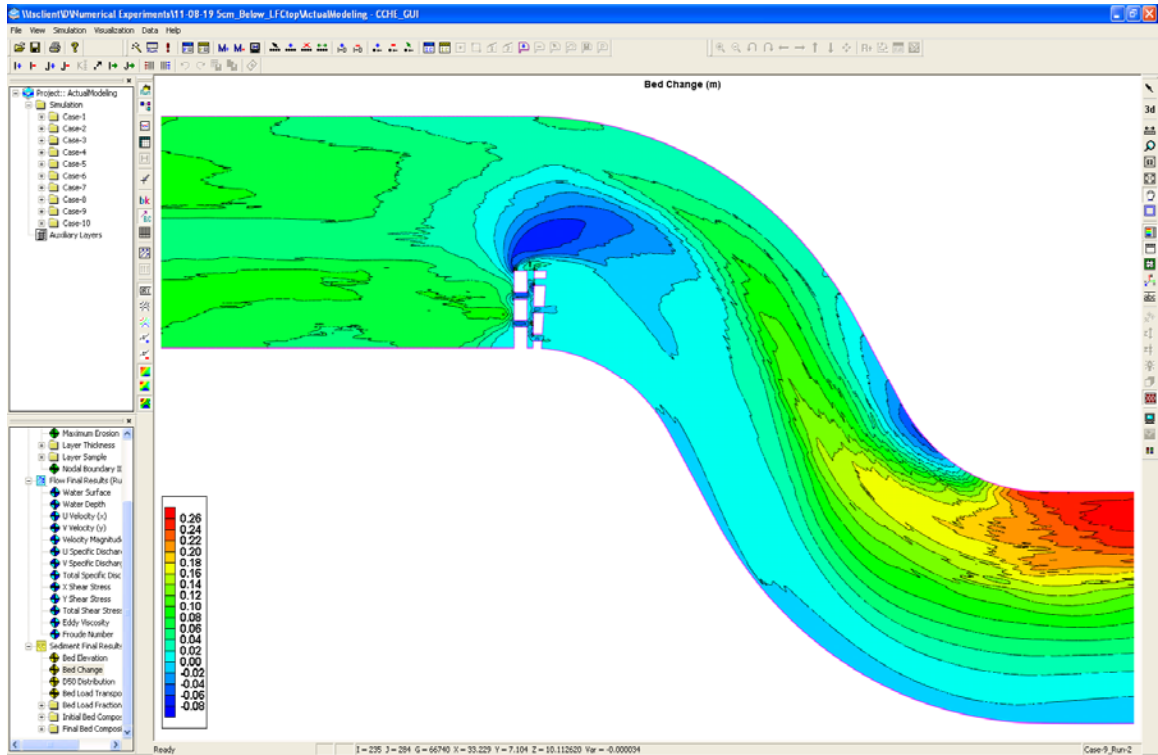 \\tsclient\D\Numerical Experiments\11-08-19 5cm_Below_LFCtop\ActualModeling - CCHE_GUI
File View Simulation Visualization Data Help
Project:: ActualModeling
Simulation
Case-1
Case-2
Case-3
Case-4
Case-5
Case-6
Case-7
Case-8
Case-9
Case-10
Auxiliary Layers
bk
Bed Change (m)
3d
abc
Maximum Erosion
Layer Thickness
Layer Sample
Nodal Boundary I
Flow Final Results (Ru
Water Surface
Water Depth
U Velocity (x)
V Velocity (y)
Velocity Magnitud
U Specific Dischar
V Specific Dischar
Total Specific Disc
X Shear Stress
Y Shear Stress
Total Shear Stress
Eddy Viscosity
Froude Number
Sediment Final Results
Bed Elevation
Bed Change
D50 Distribution
Bed Load Transpo
Bed Load Fraction
Initial Bed Compos
Final Bed Composi
0.26
0.24
0.22
0.20
0.18
0.16
0.14
0.12
0.10
0.08
0.06
0.04
0.02
0.00
-0.02
-0.04
-0.06
-0.08
Ready
I = 235 J = 284 G = 66740 X = 33.229 Y = 7.104 Z = 10.112620 Var = -0.000034
Case-9_Run-2